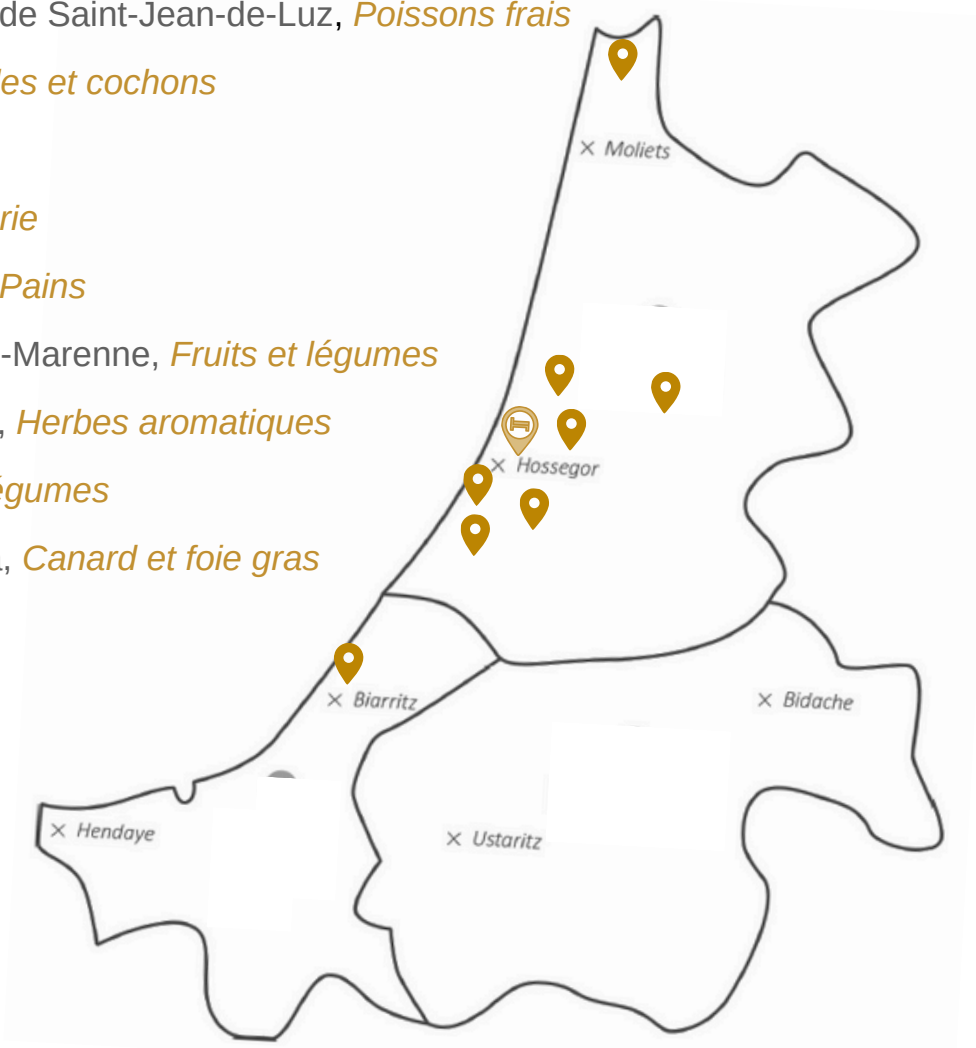 de Saint-Jean-de-Luz, Poissons frais
les et cochons
rie
Pains
-Marenne, Fruits et légumes
, Herbes aromatiques
égumes
, Canard et foie gras
Moliets
Hossegor
Biarritz
Bidache
Hendaye
Ustaritz